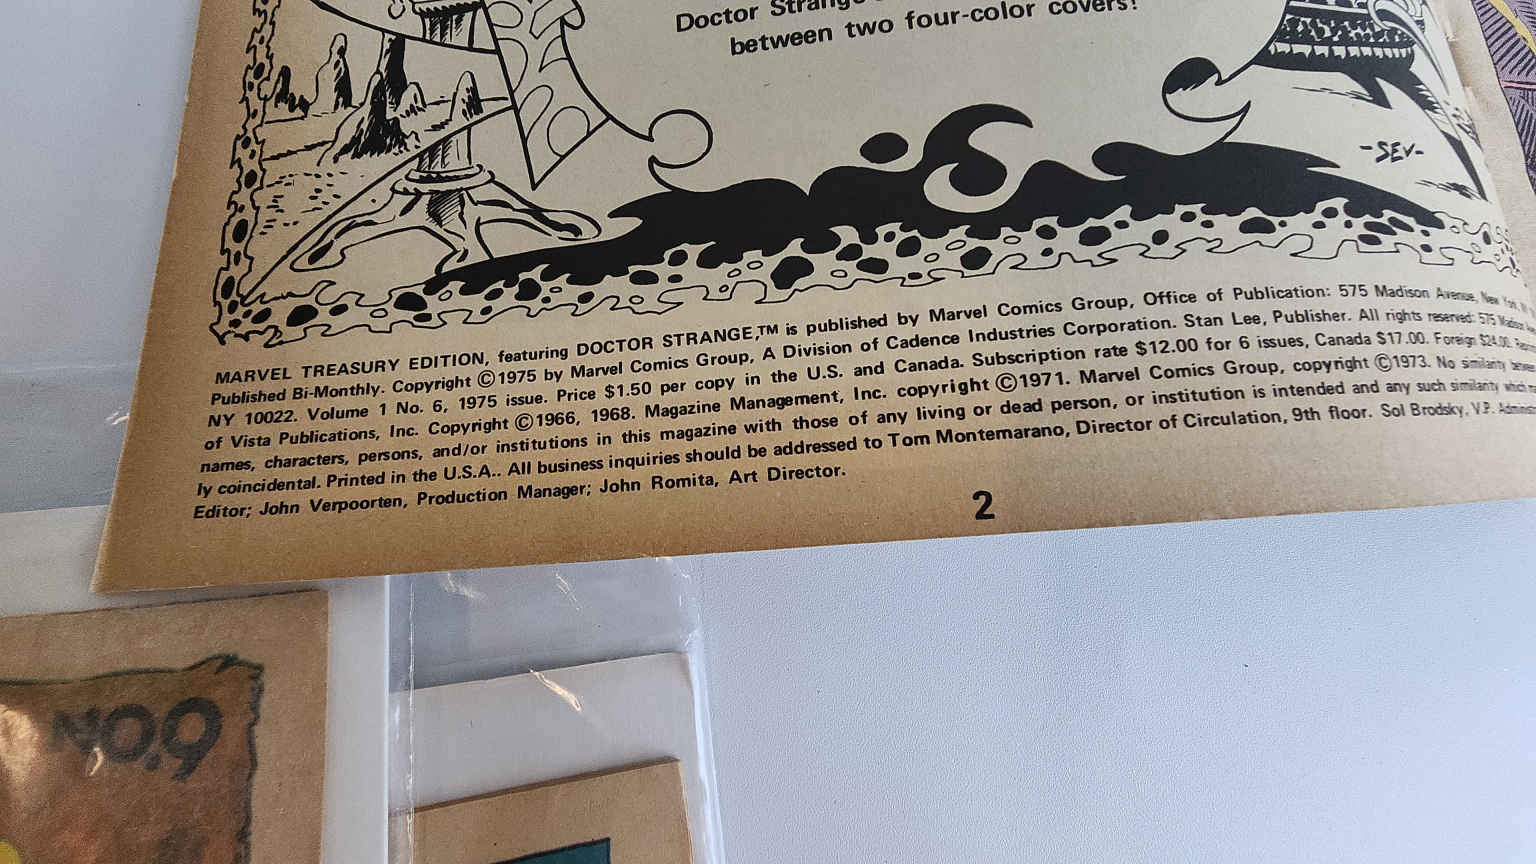 Doctor Strange
between two four-color covers!
-SEV-
MARVEL TREASURY EDITION, featuring DOCTOR STRANGE,™ is published by Marvel Comics Group, Office of Publication: 575 Madison Avenue, New York,
Published Bi-Monthly. Copyright ©1975 by Marvel Comics Group, A Division of Cadence Industries Corporation. Stan Lee, Publisher. All rights reserved: 575 Madison
NY 10022. Volume 1 No. 6, 1975 issue. Price $1.50 per copy in the U.S. and Canada. Subscription rate $12.00 for 6 issues, Canada $17.00. Foreign $24.00.
of Vista Publications, Inc. Copyright ©1966, 1968. Magazine Management, Inc. copyright ©1971. Marvel Comics Group, copyright ©1973. No similarity between
names, characters, persons, and/or institutions in this magazine with those of any living or dead person, or institution is intended and any such similarity which
ly coincidental. Printed in the U.S.A.. All business inquiries should be addressed to Tom Montemarano, Director of Circulation, 9th floor. Sol Brodsky, V.P.
Editor; John Verpoorten, Production Manager; John Romita, Art Director.
2